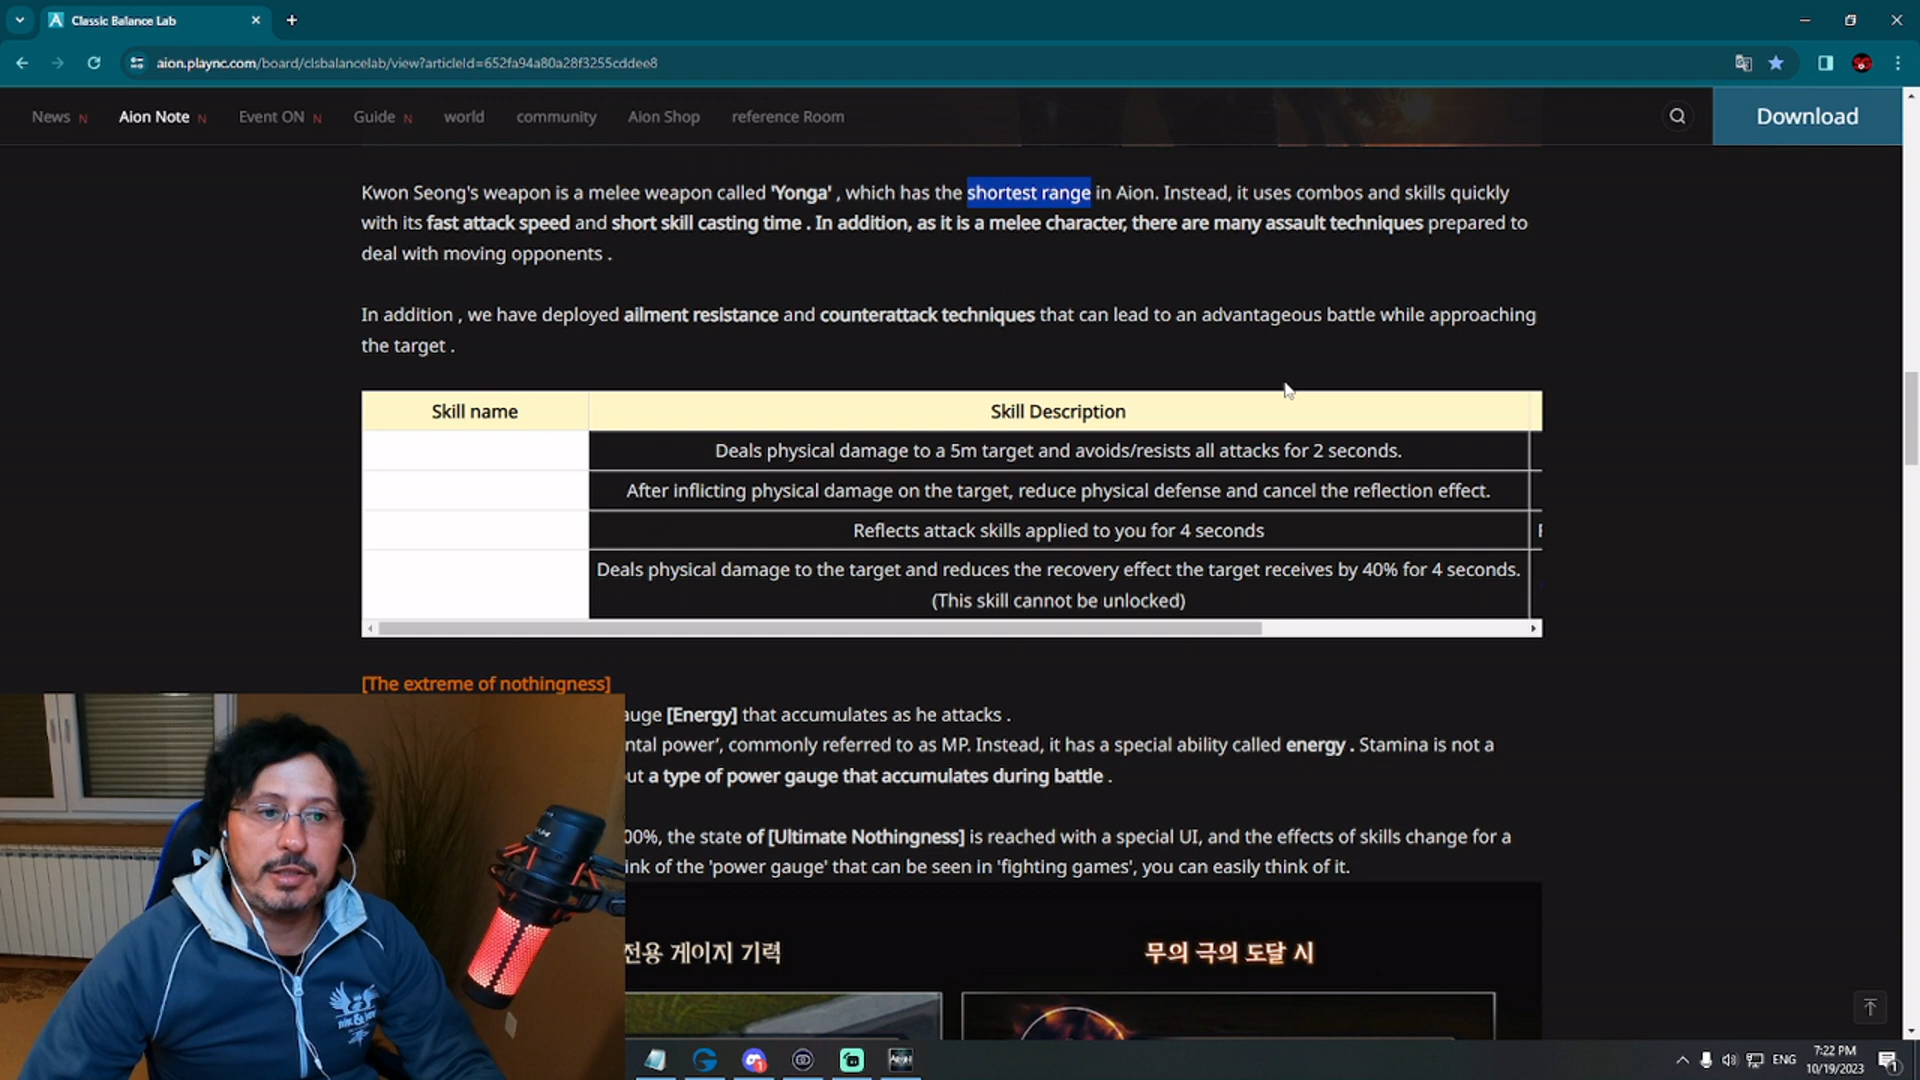 Classic Balance Lab
aion.plaync.com/board/clsbalancelab/view?articleId=652fa94a80a28f3255cddee8
News N Aion Note N Event ON N Guide N world community Aion Shop reference Room Download
Kwon Seong's weapon is a melee weapon called 'Yonga' , which has the shortest range in Aion. Instead, it uses combos and skills quickly
with its fast attack speed and short skill casting time . In addition, as it is a melee character, there are many assault techniques prepared to
deal with moving opponents .
In addition , we have deployed ailment resistance and counterattack techniques that can lead to an advantageous battle while approaching
the target .
Skill name Skill Description
Deals physical damage to a 5m target and avoids/resists all attacks for 2 seconds.
After inflicting physical damage on the target, reduce physical defense and cancel the reflection effect.
Reflects attack skills applied to you for 4 seconds
Deals physical damage to the target and reduces the recovery effect the target receives by 40% for 4 seconds.
(This skill cannot be unlocked)
[The extreme of nothingness]
auge [Energy] that accumulates as he attacks .
ntal power', commonly referred to as MP. Instead, it has a special ability called energy . Stamina is not a
ut a type of power gauge that accumulates during battle .
00%, the state of [Ultimate Nothingness] is reached with a special UI, and the effects of skills change for a
ink of the 'power gauge' that can be seen in 'fighting games', you can easily think of it.
전용 게이지 기력 무의 극의 도달 시
ENG 7:22 PM
10/19/2023